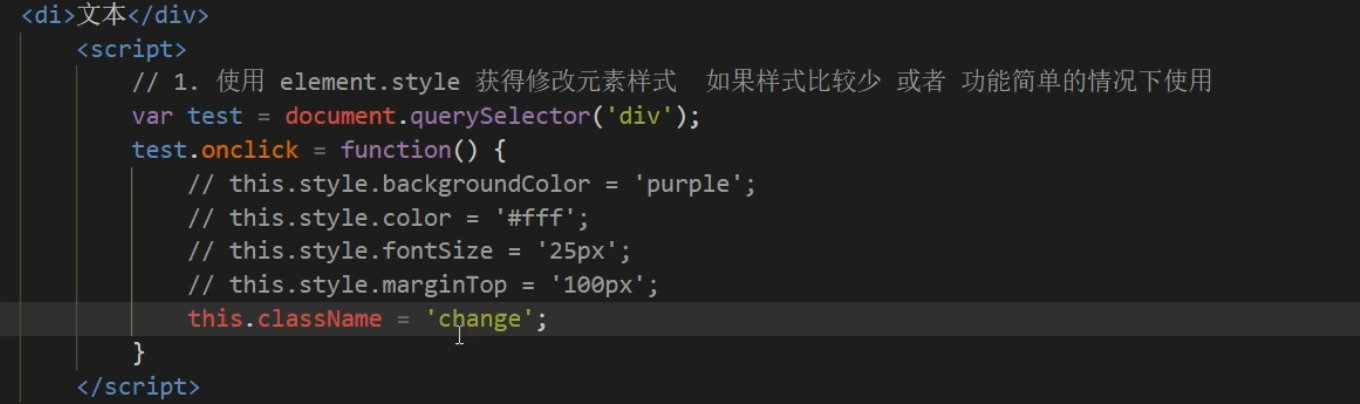 <di>文本</div>
<script>
// 1. 使用 element.style 获得修改元素样式  如果样式比较少 或者 功能简单的情况下使用
var test = document.querySelector('div');
test.onclick = function() {
// this.style.backgroundColor = 'purple';
// this.style.color = '#fff';
// this.style.fontSize = '25px';
// this.style.marginTop = '100px';
this.className = 'change';
}
</script>